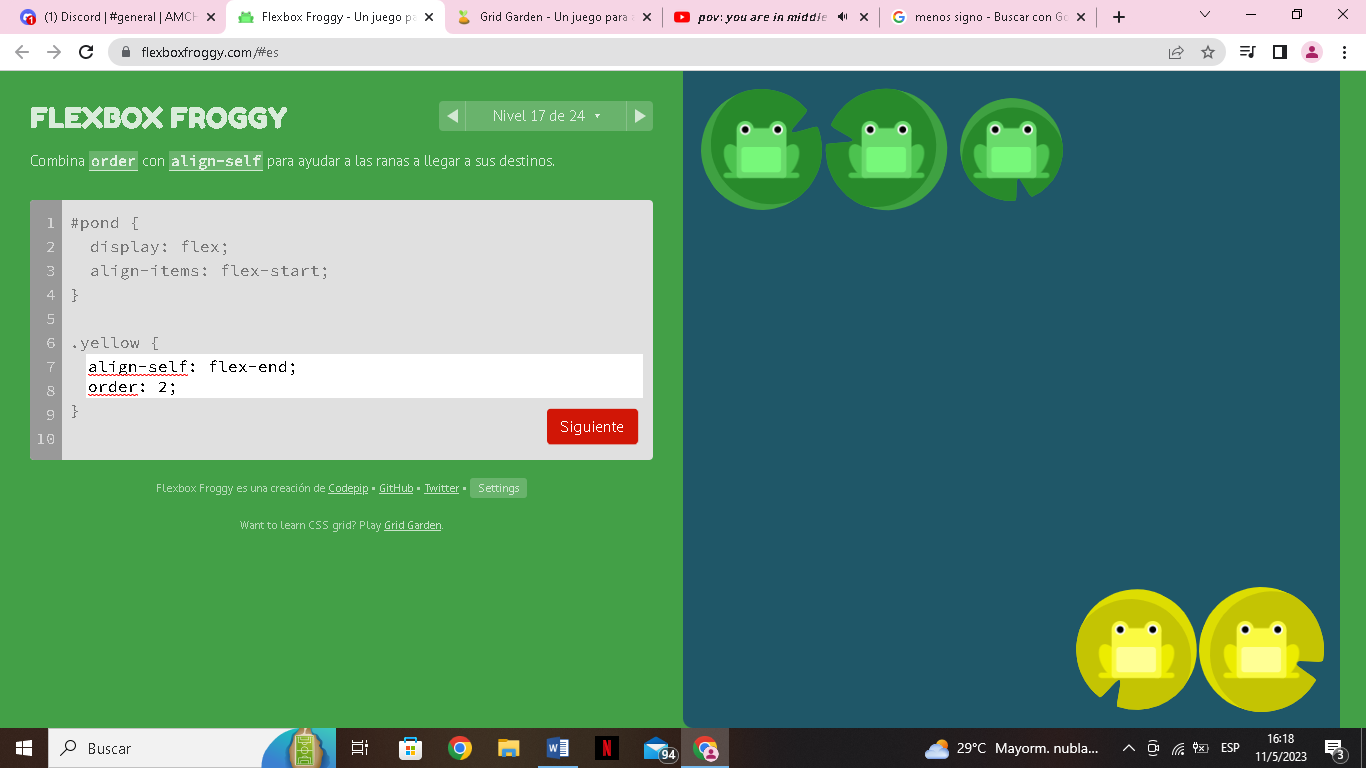 (1) Discord | #general | AMCH
Flexbox Froggy - Un juego pa
Grid Garden - Un juego para
pov: you are in middle
menos signo - Buscar con Go
flexboxfroggy.com/#es
FLEXBOX FROGGY
Nivel 17 de 24
Combina order con align-self para ayudar a las ranas a llegar a sus destinos.
1 #pond {
2 display: flex;
3 align-items: flex-start;
4 }
5
6 .yellow {
7 align-self: flex-end;
8 order: 2;
9 }
10
Siguiente
Flexbox Froggy es una creación de Codepip • GitHub • Twitter • Settings
Want to learn CSS grid? Play Grid Garden.
Buscar
N
W
94
29°C Mayorm. nubla...
ESP
16:18
11/5/2023
3